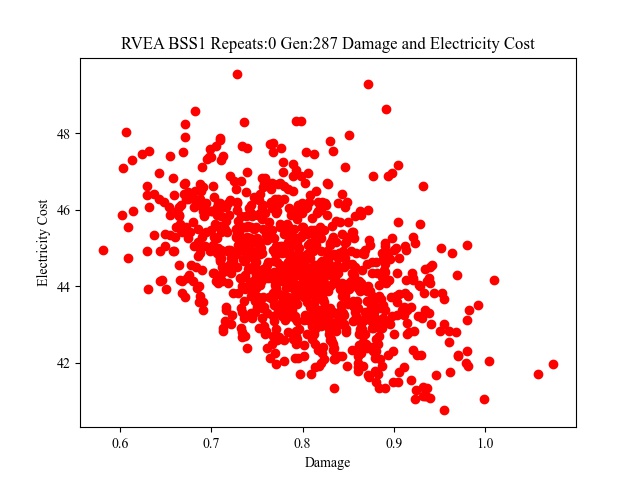 RVEA BSS1 Repeats:0 Gen:287 Damage and Electricity Cost
Electricity Cost
48
46
44
42
0.6 0.7 0.8 0.9 1.0
Damage